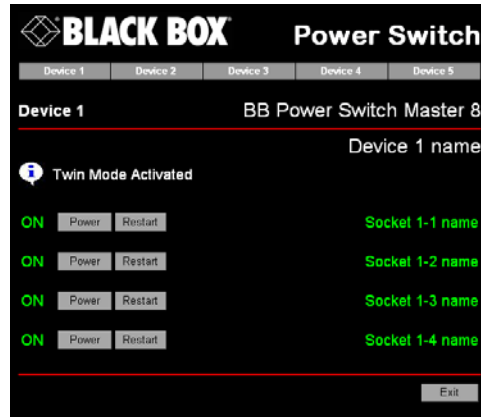 BLACK BOX Power Switch
Device 1 Device 2 Device 3 Device 4 Device 5
Device 1 BB Power Switch Master 8
Device 1 name
Twin Mode Activated
ON Power Restart Socket 1-1 name
ON Power Restart Socket 1-2 name
ON Power Restart Socket 1-3 name
ON Power Restart Socket 1-4 name
Exit